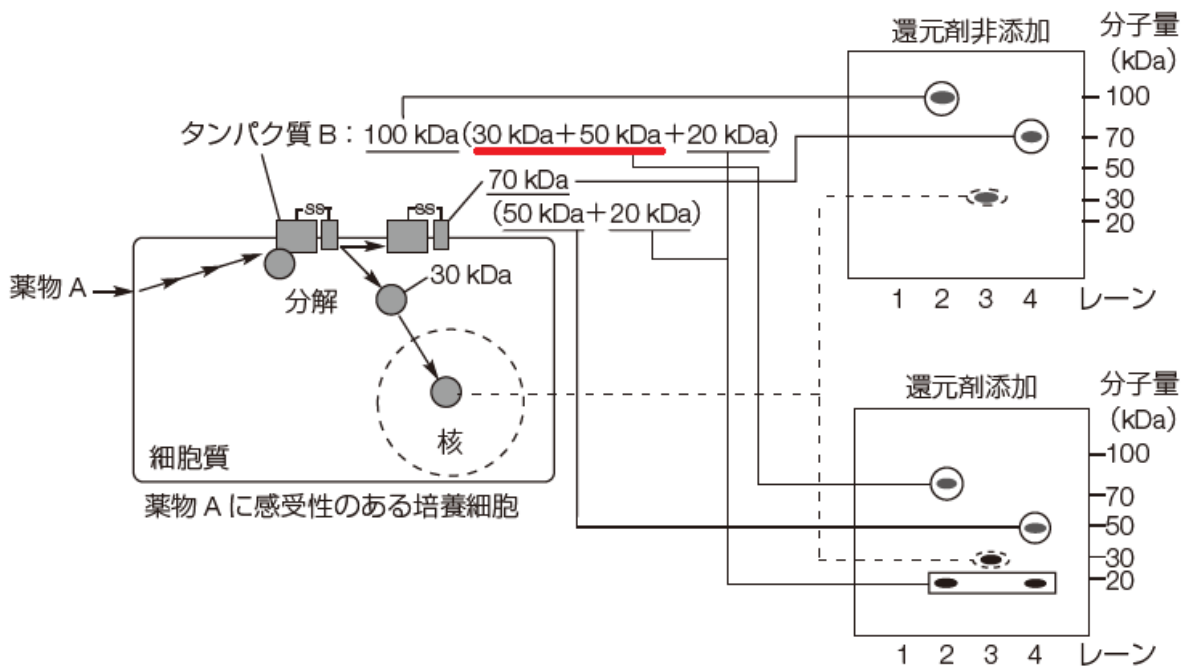 還元剤非添加
分子量
(kDa)
100
70
50
30
20
1 2 3 4 レーン
タンパク質 B：100 kDa(30 kDa＋50 kDa＋20 kDa)
70 kDa
(50 kDa＋20 kDa)
SS
SS
薬物 A
分解
30 kDa
核
細胞質
薬物 A に感受性のある培養細胞
還元剤添加
分子量
(kDa)
100
70
50
30
20
1 2 3 4 レーン